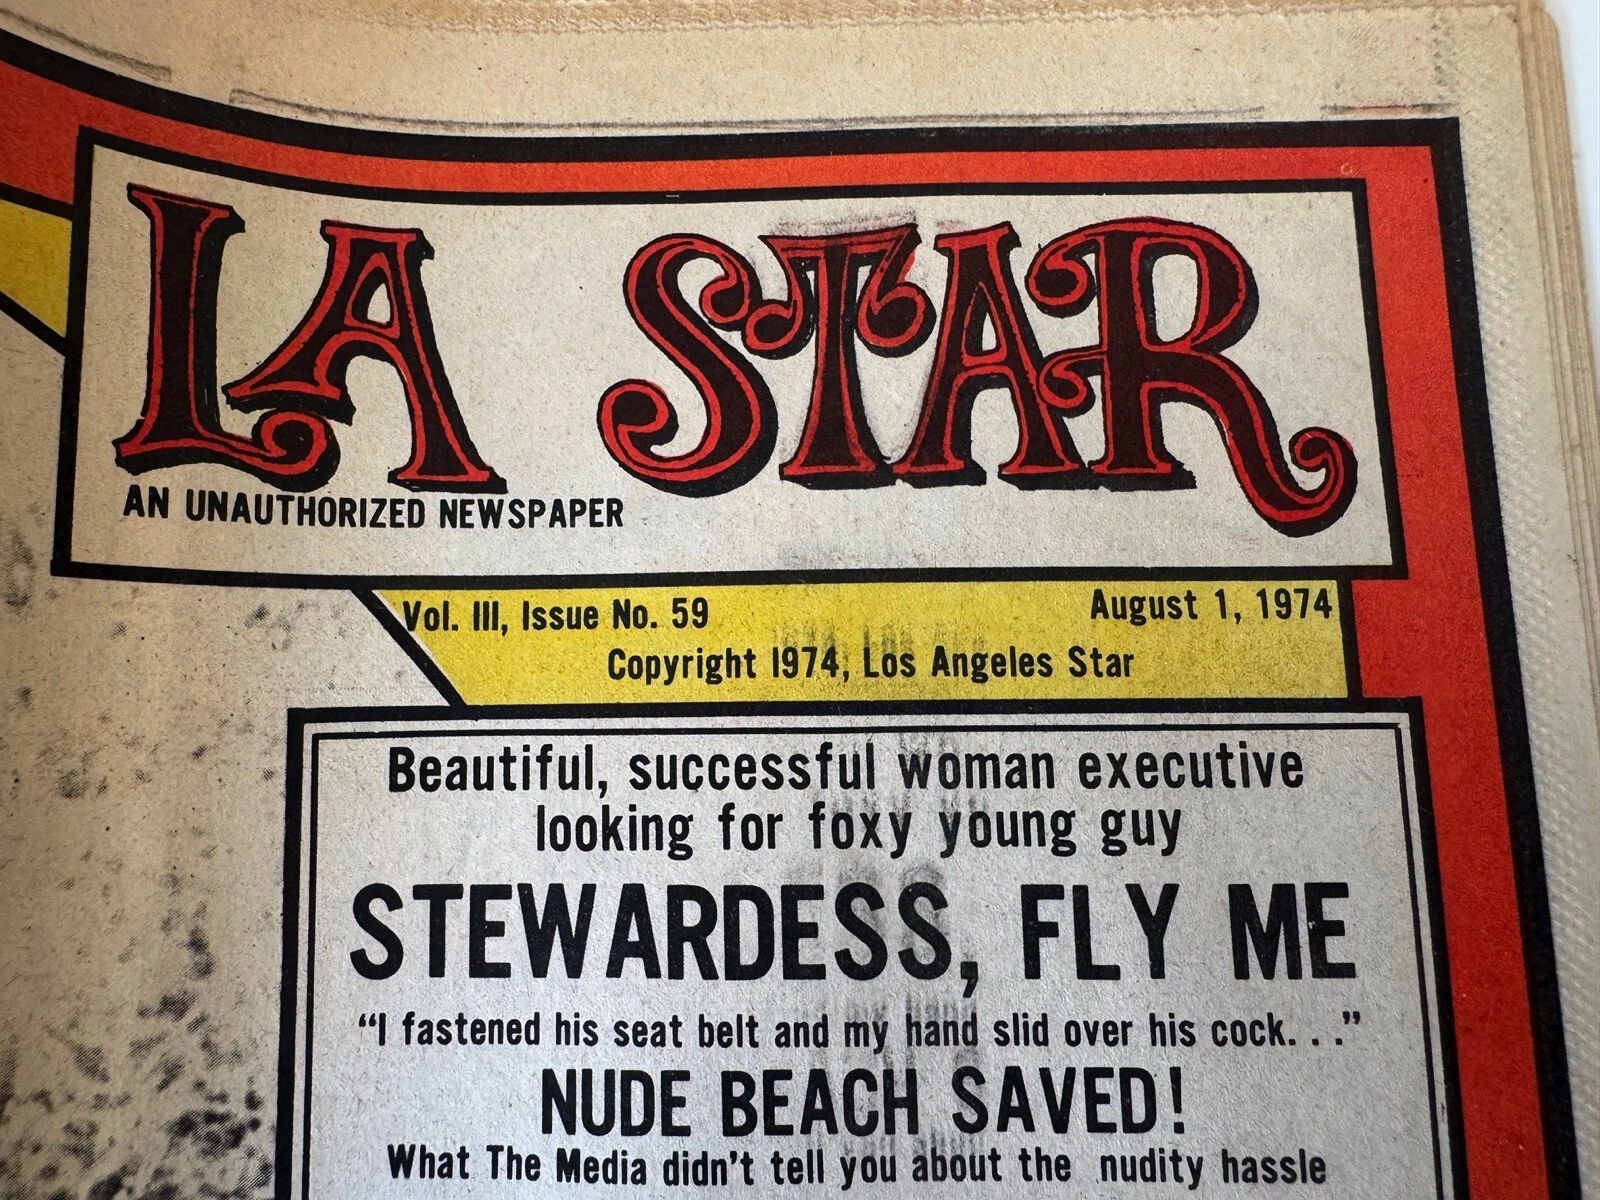 LA STAR
AN UNAUTHORIZED NEWSPAPER
Vol. III, Issue No. 59
August 1, 1974
Copyright 1974, Los Angeles Star
Beautiful, successful woman executive
looking for foxy young guy
STEWARDESS, FLY ME
“I fastened his seat belt and my hand slid over his cock. . .”
NUDE BEACH SAVED!
What The Media didn’t tell you about the nudity hassle